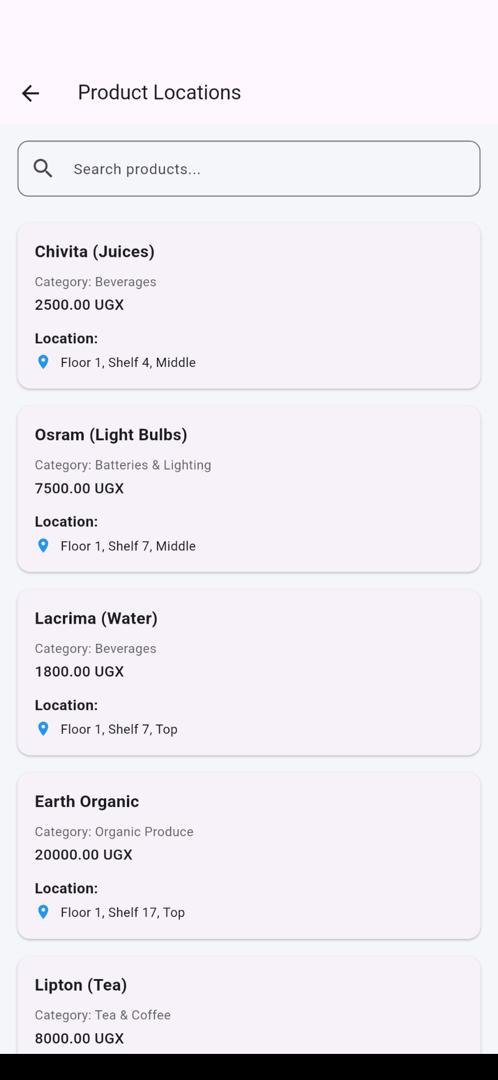 Product Locations
Search products...
Chivita (Juices)
Category: Beverages
2500.00 UGX
Location:
Floor 1, Shelf 4, Middle
Osram (Light Bulbs)
Category: Batteries & Lighting
7500.00 UGX
Location:
Floor 1, Shelf 7, Middle
Lacrima (Water)
Category: Beverages
1800.00 UGX
Location:
Floor 1, Shelf 7, Top
Earth Organic
Category: Organic Produce
20000.00 UGX
Location:
Floor 1, Shelf 17, Top
Lipton (Tea)
Category: Tea & Coffee
8000.00 UGX